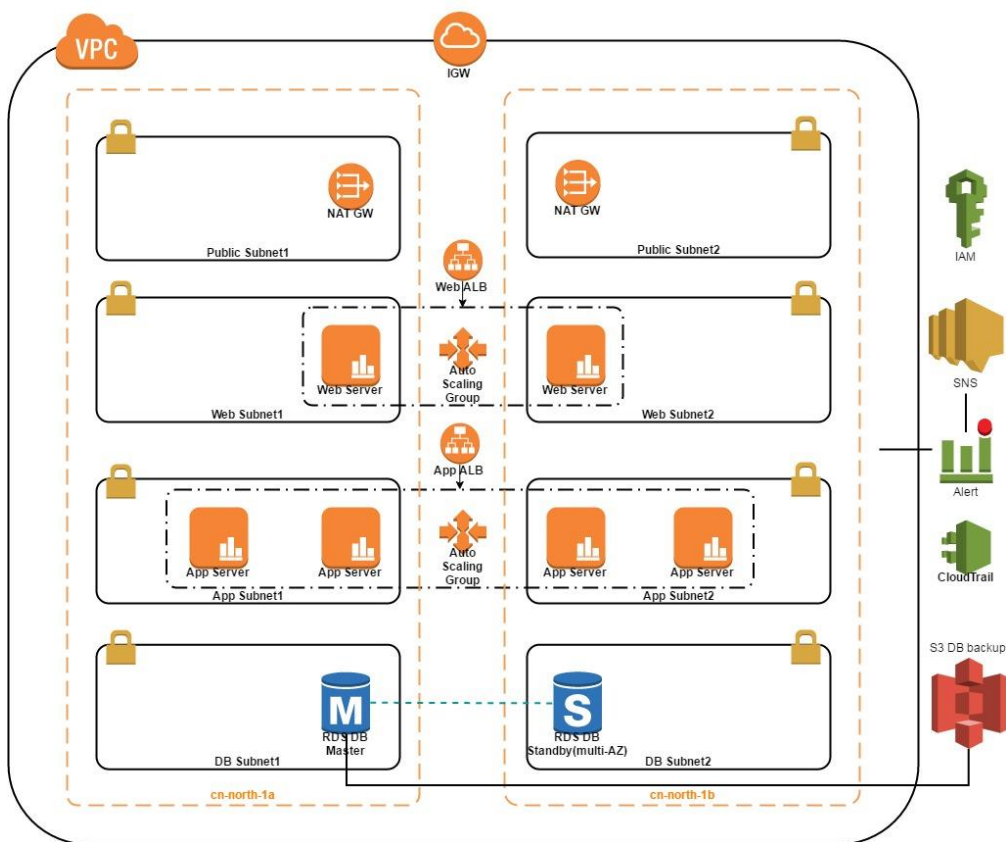 VPC
IGW
NAT GW
Public Subnet1
NAT GW
Public Subnet2
IAM
Web ALB
Web Server
Auto
Scaling
Group
Web Server
Web Subnet1
Web Subnet2
SNS
App ALB
Alert
App Server
App Server
Auto
Scaling
Group
App Server
App Server
App Subnet1
App Subnet2
CloudTrail
S3 DB backup
M
RDS DB
Master
S
RDS DB
Standby(multi-AZ)
DB Subnet1
DB Subnet2
cn-north-1a
cn-north-1b